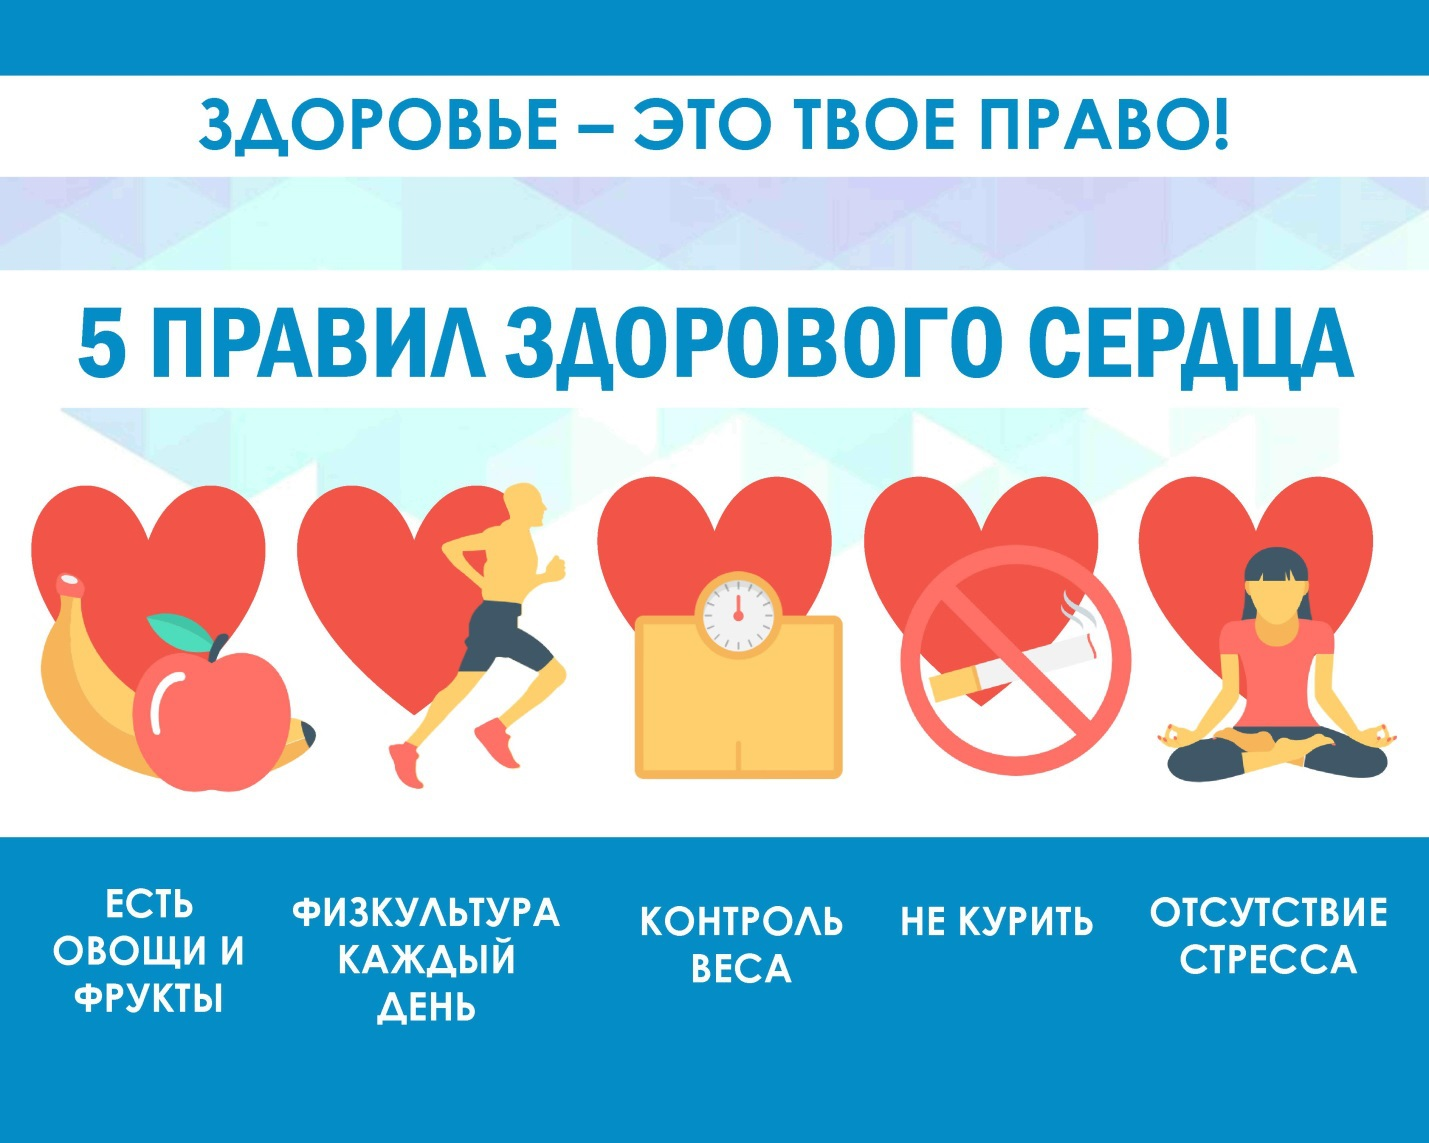 ЗДОРОВЬЕ – ЭТО ТВОЕ ПРАВО!
5 ПРАВИЛ ЗДОРОВОГО СЕРДЦА
ЕСТЬ
ОВОЩИ И
ФРУКТЫ
ФИЗКУЛЬТУРА
КАЖДЫЙ
ДЕНЬ
КОНТРОЛЬ
ВЕСА
НЕ КУРИТЬ
ОТСУТСТВИЕ
СТРЕССА